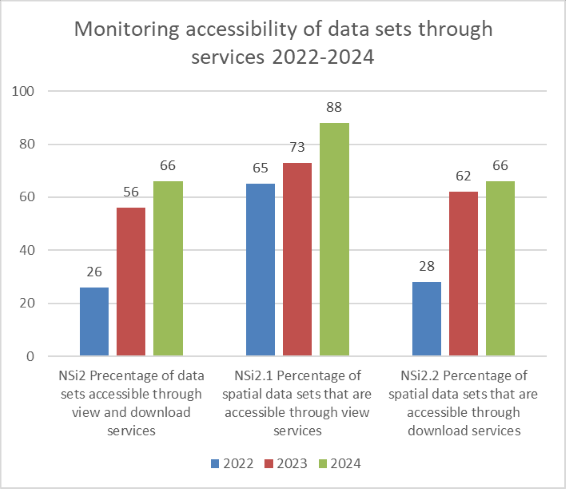 Monitoring accessibility of data sets through
services 2022-2024
100
80
60
40
20
0
26
56
66
65
73
88
28
62
66
NSi2 Precentage of data
sets accessible through
view and download
services
NSi2.1 Percentage of
spatial data sets that are
accessible through view
services
NSi2.2 Percentage of
spatial data sets that are
accessible through
download services
2022
2023
2024